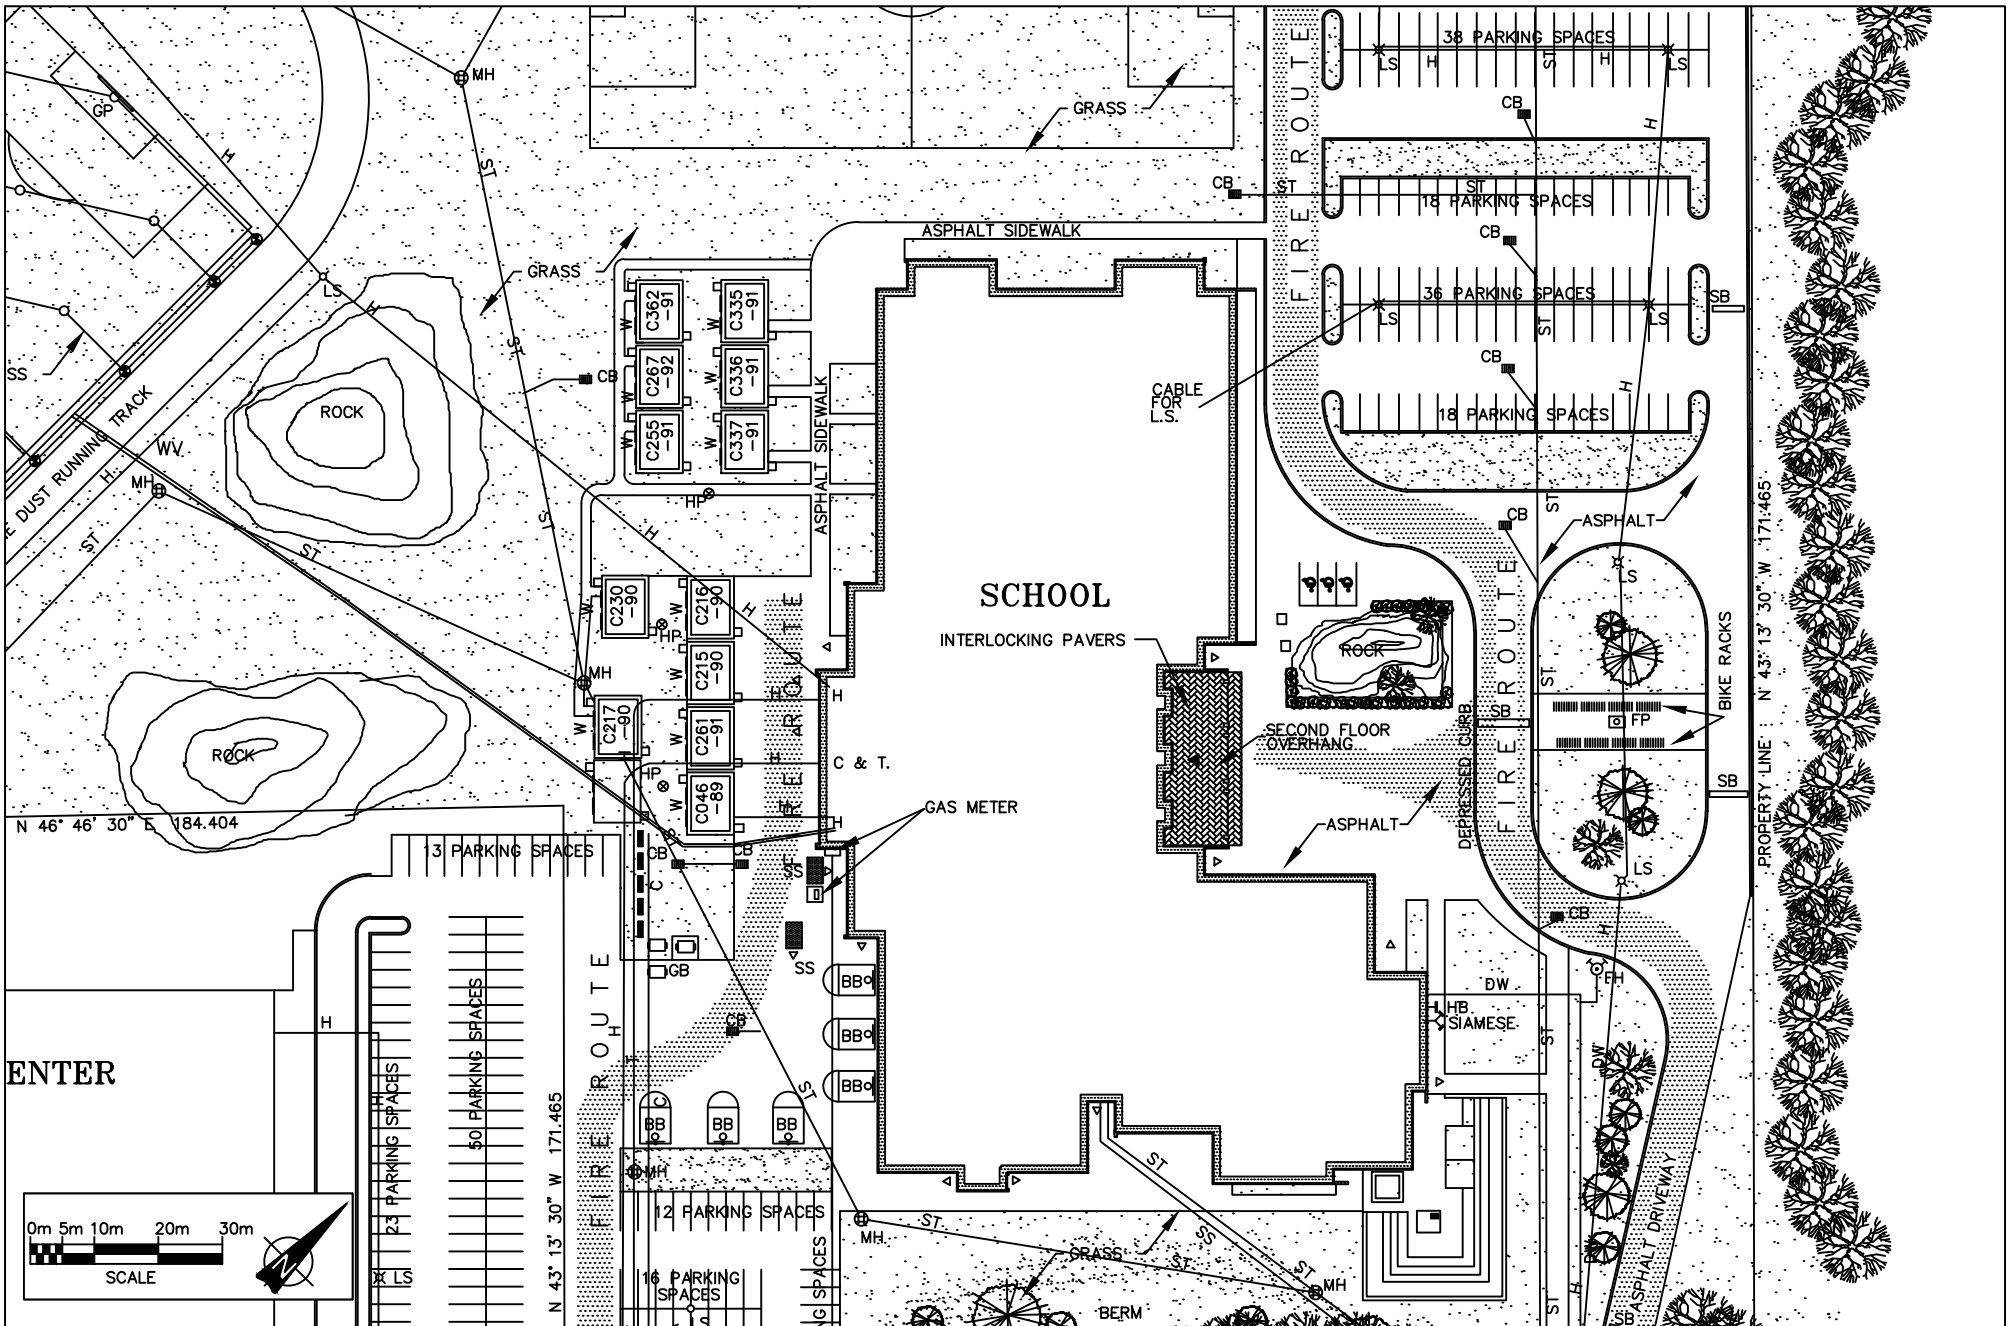 MH
GP
H
ST
GRASS
FIRE ROUTE
38 PARKING SPACES
LS
H
ST
H
LS
CB
H
CB
ST
ST
18 PARKING SPACES
ASPHALT SIDEWALK
CB
GRASS
LS
H
SS
ST
CB
C362
-91
C335
-91
C267
-92
C336
-91
C255
-91
C337
-91
W
W
W
W
W
W
ASPHALT SIDEWALK
36 PARKING SPACES
LS
ST
LS
SB
CB
H
CABLE
FOR
L.S.
18 PARKING SPACES
ROCK
E DUST RUNNING TRACK
WV
MH
H
ST
ST
ST
HP
H
ST
CB
ASPHALT
LS
PROPERTY LINE N 43° 13' 30" W 171.465
SCHOOL
INTERLOCKING PAVERS
C230
-90
C216
-90
C215
-90
C217
-90
C261
-91
C046
-89
W
W
W
W
W
W
HP
HP
MH
H
H
H
H
H
H
FIRE ROUTE
C & T.
ROCK
FIRE ROUTE
ST
BIKE RACKS
SB
FP
SECOND FLOOR
OVERHANG
DEPRESSED CURB
SB
ROCK
N 46° 46' 30" E 184.404
GAS METER
ASPHALT
13 PARKING SPACES
CB
CB
C
SS
LS
CB
H
SS
GB
BB
BB
BB
FH
DW
HB
SIAMESE
CB
H
ENTER
H
H
23 PARKING SPACES
50 PARKING SPACES
FIRE ROUTE
H
T
C
ST
BB
BB
BB
ST
DW
MH
N 43° 13' 30" W 171.465
12 PARKING SPACES
MH
ST
ST
SS
ST
ST
GRASS
MH
BERM
ASPHALT DRIVEWAY
0m 5m 10m 20m 30m
SCALE
N
LS
16 PARKING
SPACES
LS
NG SPACES
ST
H
SB